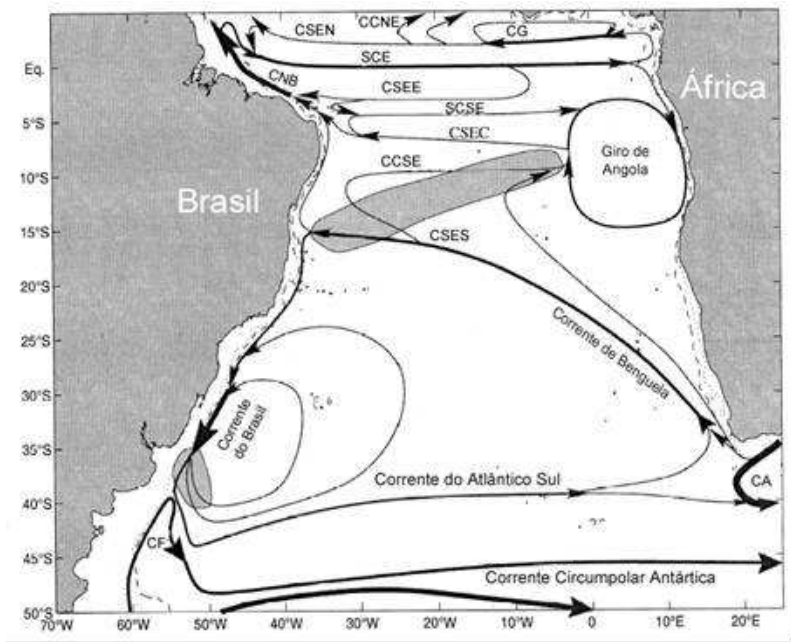 CSEN
CCNE
CG
SCE
CNB
CSEE
SCSE
CSEC
CCSE
CSES
África
Brasil
Giro de
Angola
Corrente de Benguela
Corrente
do Brasil
Corrente do Atlântico Sul
CA
CF
Corrente Circumpolar Antártica
Eq.
5°S
10°S
15°S
20°S
25°S
30°S
35°S
40°S
45°S
50°S
70°W
60°W
50°W
40°W
30°W
20°W
10°W
0
10°E
20°E